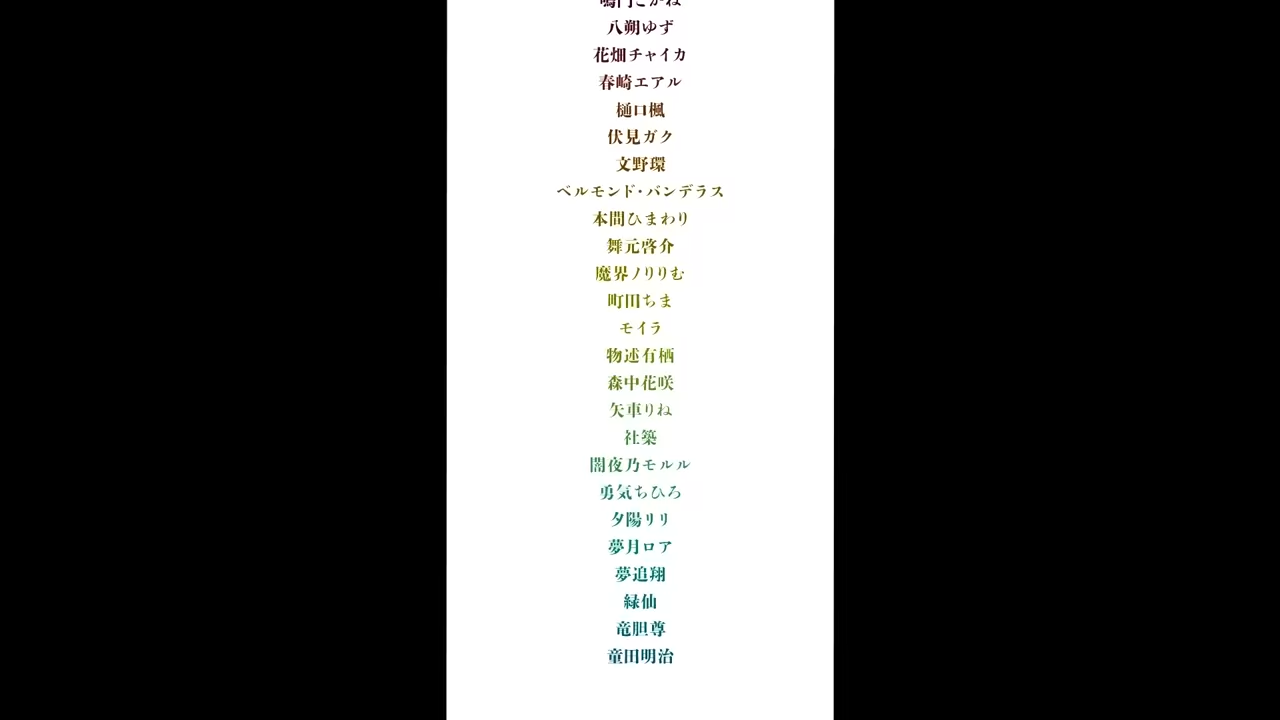 鳴門こがね
八朔ゆず
花畑チャイカ
春崎エアル
樋口楓
伏見ガク
文野環
ベルモンド・バンデラス
本間ひまわり
舞元啓介
魔界ノりりむ
町田ちま
モイラ
物述有栖
森中花咲
矢車りね
社築
闇夜乃モルル
勇気ちひろ
夕陽リリ
夢月ロア
夢追翔
緑仙
竜胆尊
童田明治